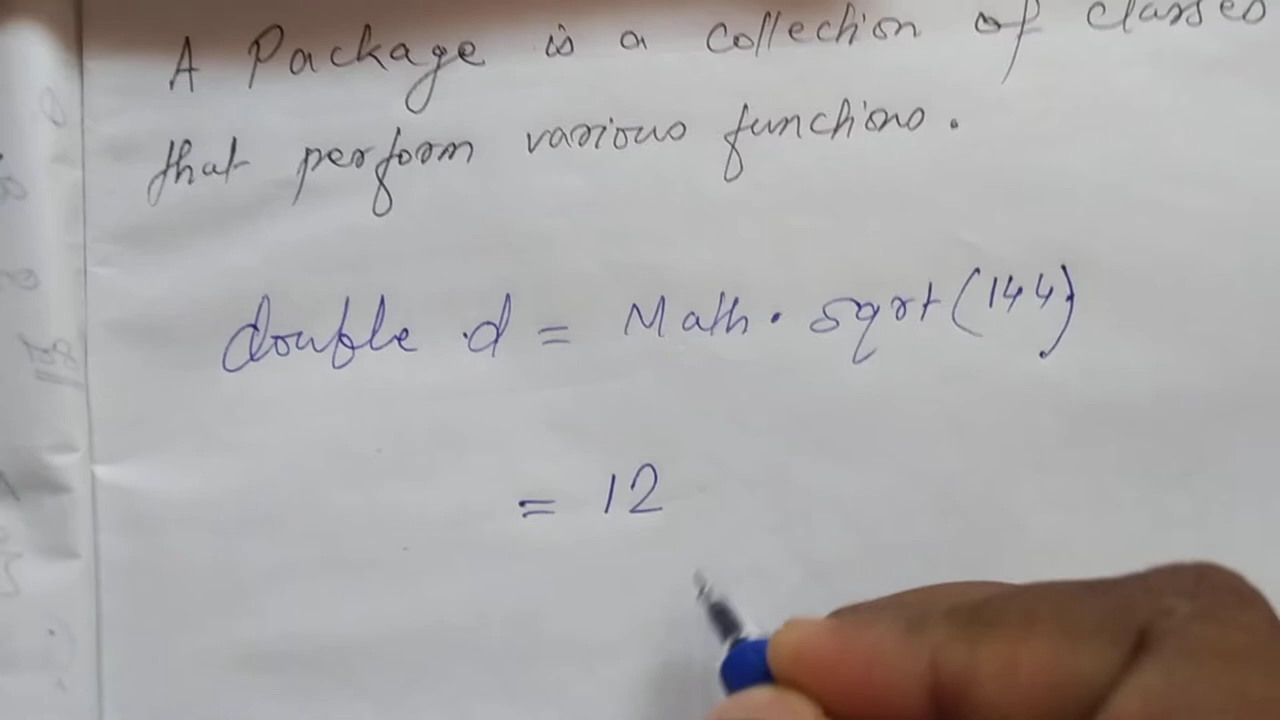 A Package is a collection of classes
that perform various functions.
double d = Math. sqrt(144)
= 12